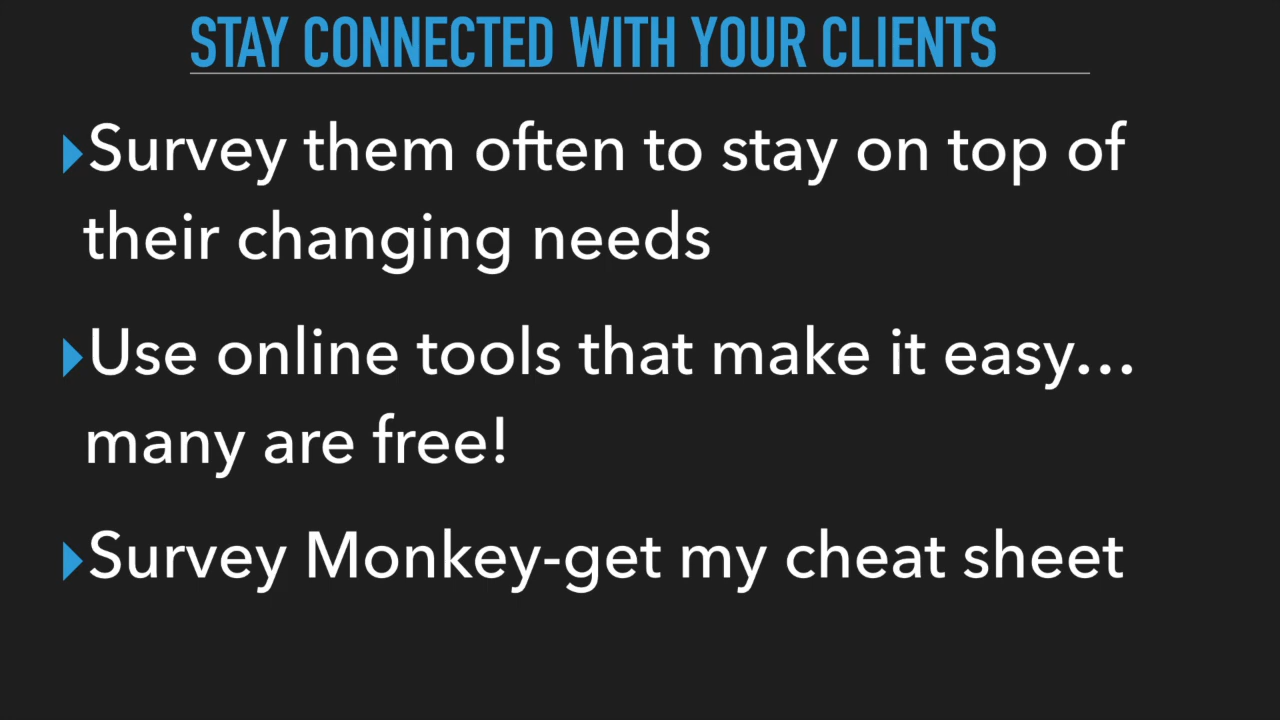 STAY CONNECTED WITH YOUR CLIENTS
▸Survey them often to stay on top of
their changing needs
▸Use online tools that make it easy…
many are free!
▸Survey Monkey-get my cheat sheet